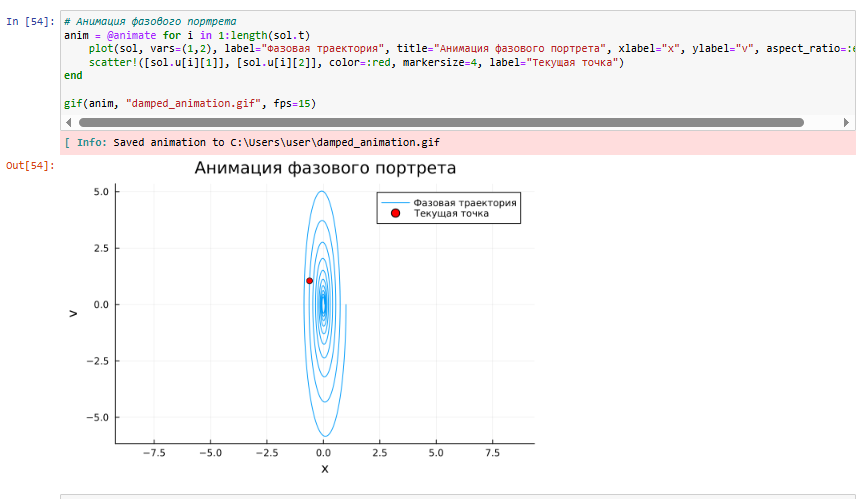 In [54]:
# Анимация фазового портрета
anim = @animate for i in 1:length(sol.t)
plot(sol, vars=(1,2), label="Фазовая траектория", title="Анимация фазового портрета", xlabel="x", ylabel="v", aspect_ratio=:e
scatter!([sol.u[i][1]], [sol.u[i][2]], color=:red, markersize=4, label="Текущая точка")
end
gif(anim, "damped_animation.gif", fps=15)
[ Info: Saved animation to C:\Users\user\damped_animation.gif
Out[54]:
Анимация фазового портрета
Фазовая траектория
Текущая точка
5.0
2.5
0.0
−2.5
−5.0
v
−7.5 −5.0 −2.5 0.0 2.5 5.0 7.5
x